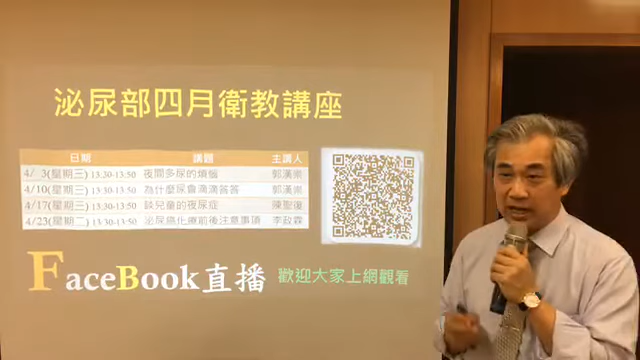 泌尿部四月衛教講座
日期 講題 主講人
4/ 3(星期三) 13:30-13:50 夜間多尿的煩惱 郭漢崇
4/10(星期三) 13:30-13:50 為什麼尿會滴滴答答 郭漢崇
4/17(星期三) 13:30-13:50 談兒童的夜尿症 陳聖復
4/23(星期二) 13:30-13:50 泌尿癌化療前後注意事項 李政霖
FaceBook直播 歡迎大家上網觀看